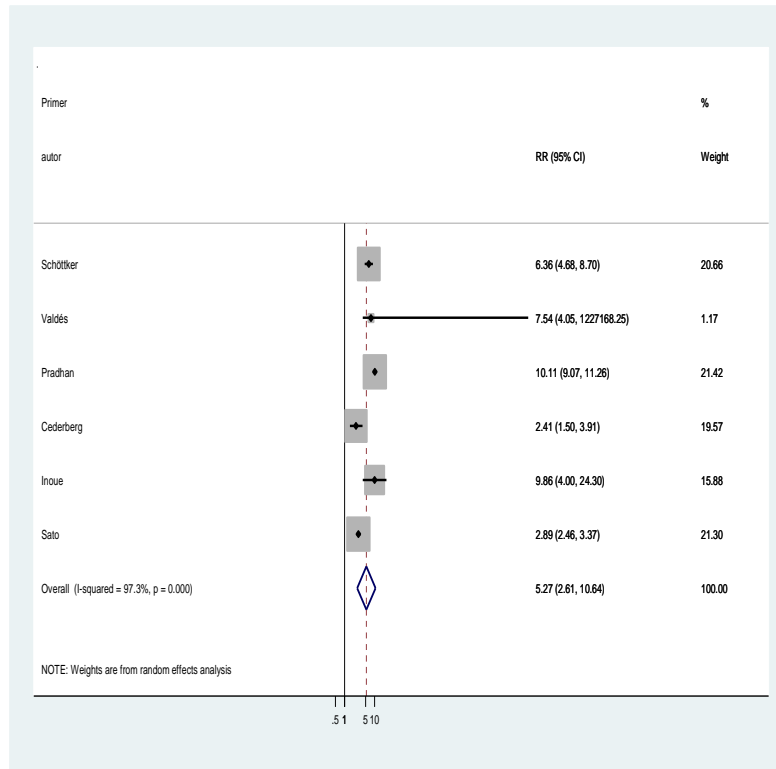 Primer %
autor RR (95% CI) Weight
Schöttker 6.36 (4.68, 8.70) 20.66
Valdés 7.54 (4.05, 1227168.25) 1.17
Pradhan 10.11 (9.07, 11.26) 21.42
Cederberg 2.41 (1.50, 3.91) 19.57
Inoue 9.86 (4.00, 24.30) 15.88
Sato 2.89 (2.46, 3.37) 21.30
Overall (I-squared = 97.3%, p = 0.000) 5.27 (2.61, 10.64) 100.00
NOTE: Weights are from random effects analysis
.5 1 5 10